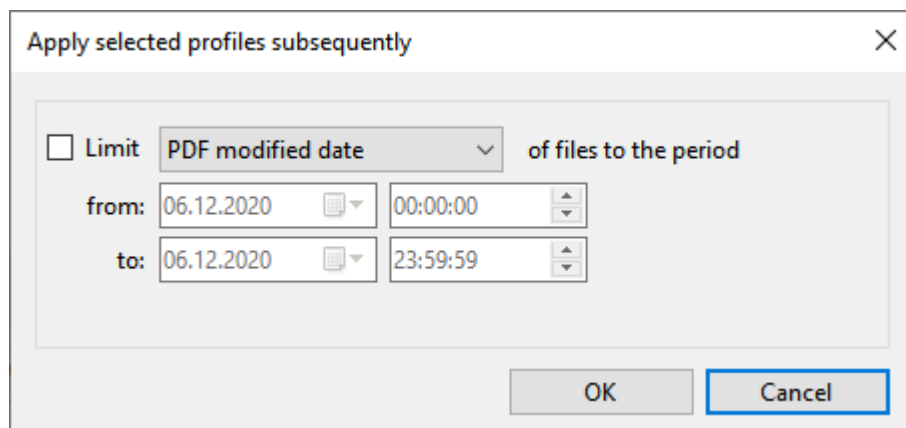 Apply selected profiles subsequently
Limit PDF modified date of files to the period
from: 06.12.2020 00:00:00
to: 06.12.2020 23:59:59
OK Cancel